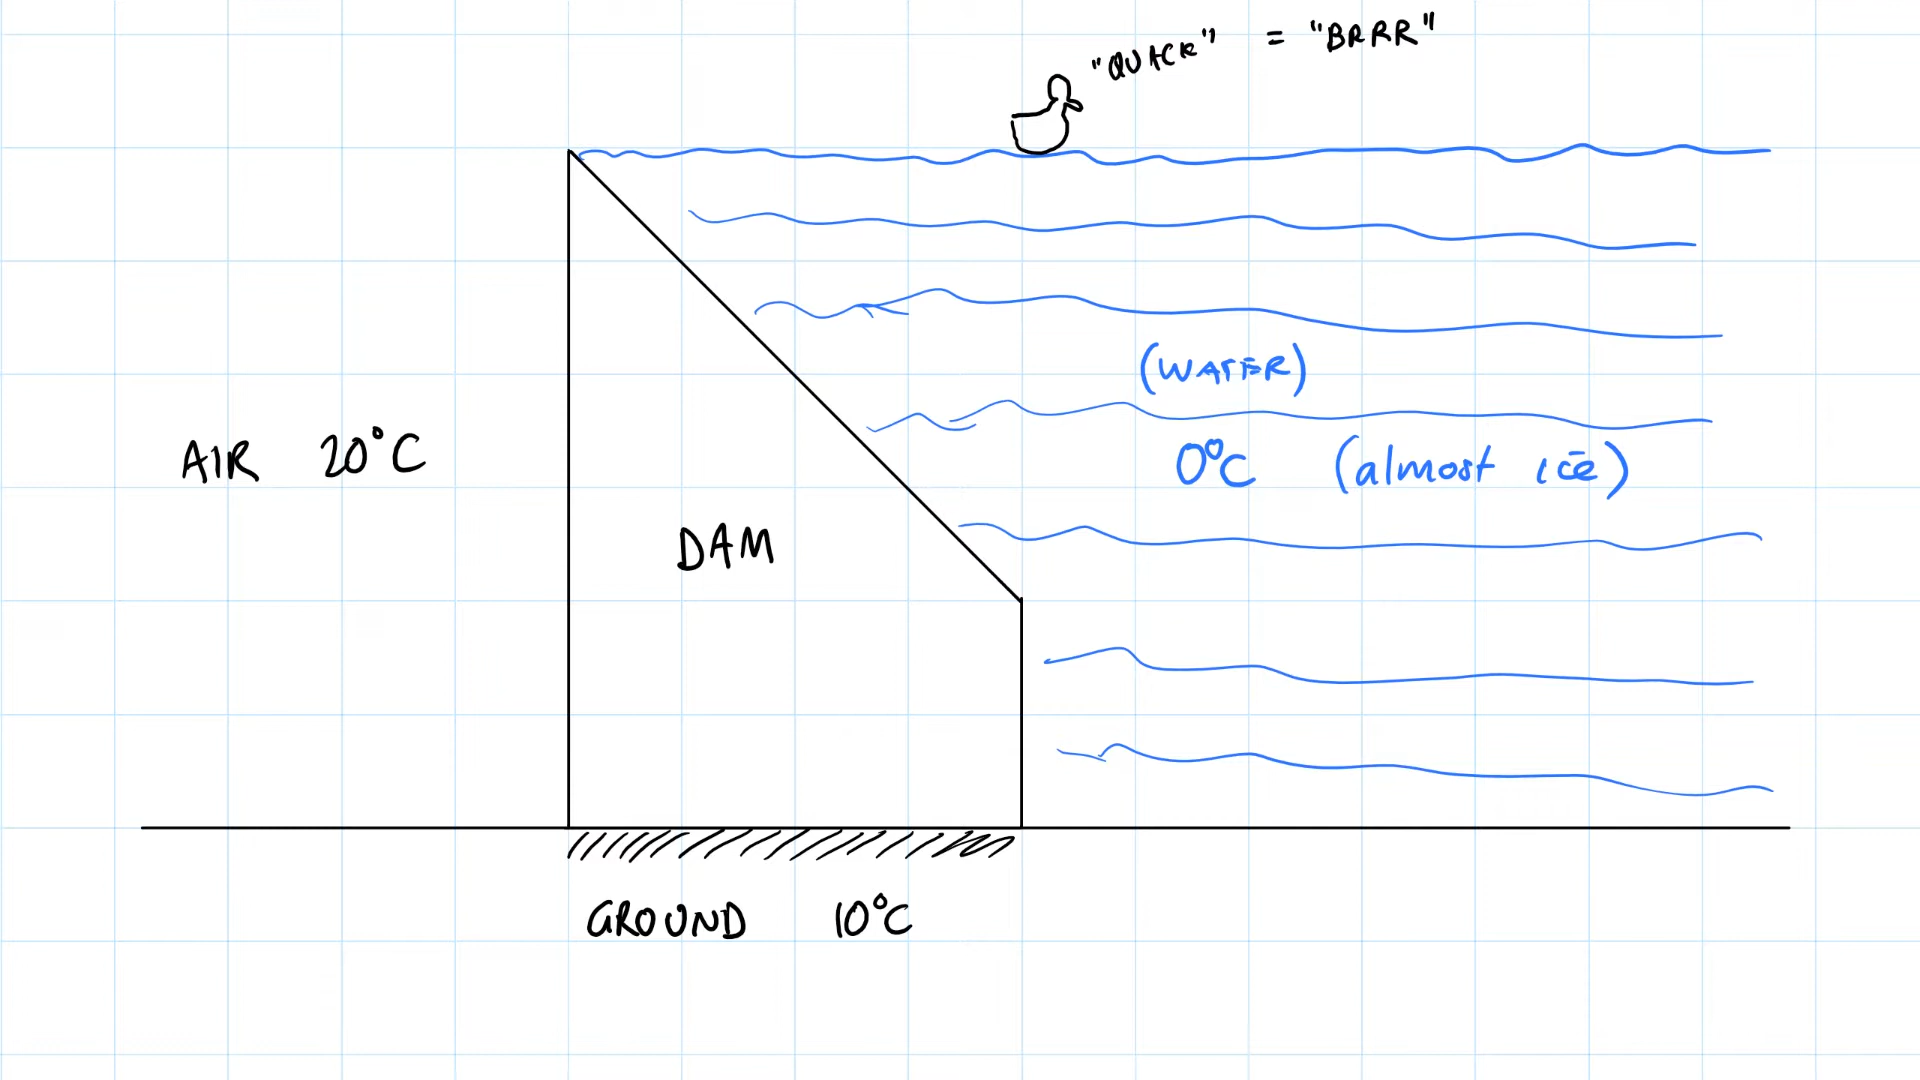 "QUACK" = "BRRR"
(WATER)
AIR 20°C
0°C (almost ice)
DAM
GROUND 10°C